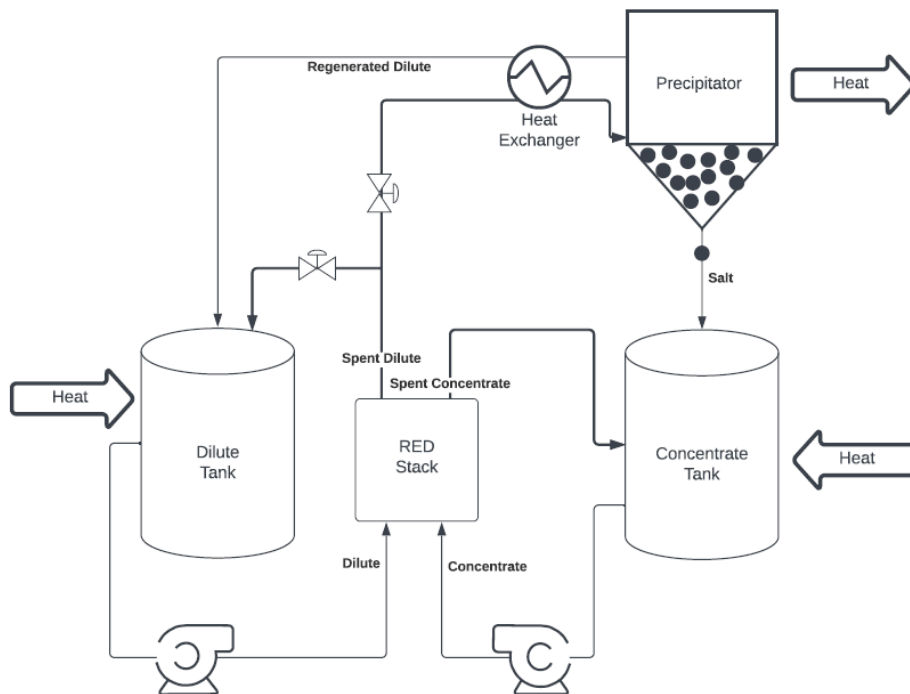 Regenerated Dilute
Precipitator
Heat
Heat
Exchanger
Salt
Spent Dilute
Spent Concentrate
Heat
Dilute
Tank
RED
Stack
Concentrate
Tank
Heat
Dilute
Concentrate